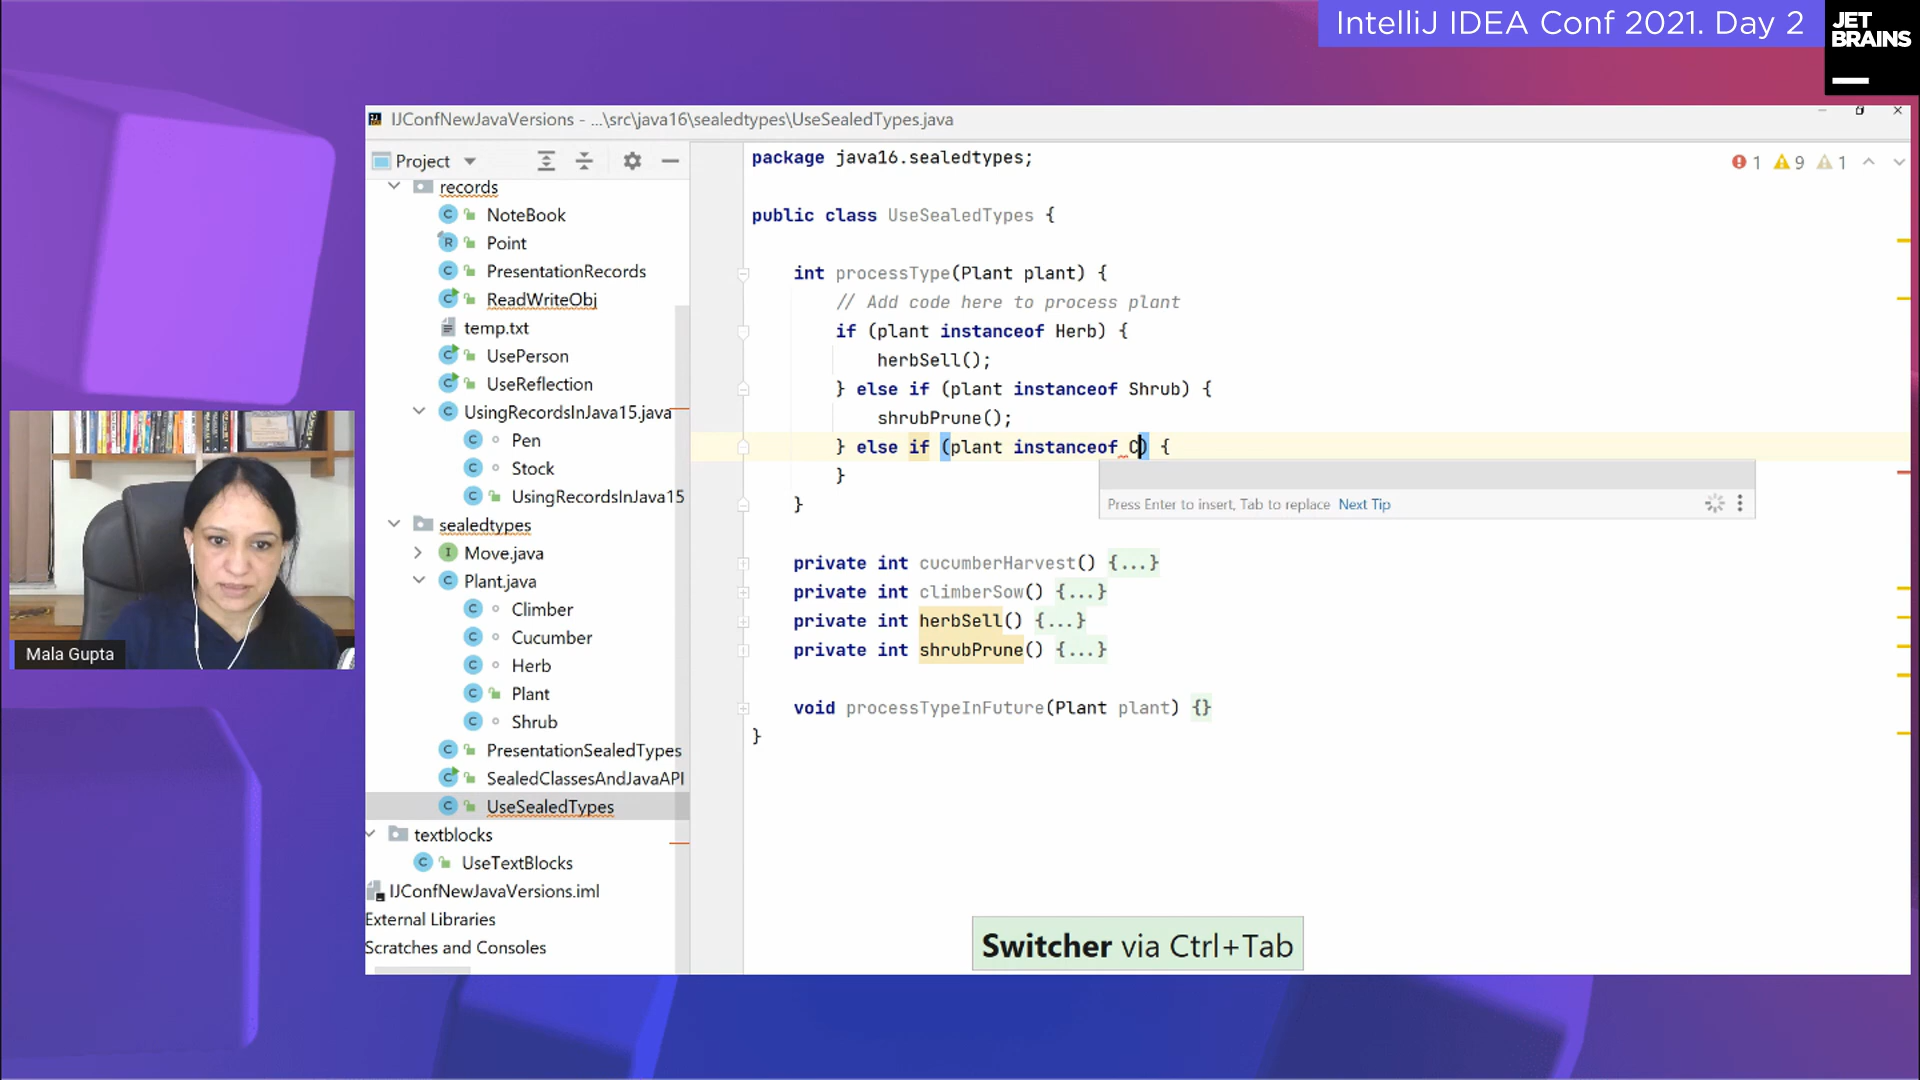 IntelliJ IDEA Conf 2021. Day 2
JET
BRAINS
IJConfNewJavaVersions - ...\src\java16\sealedtypes\UseSealedTypes.java
Project
records
NoteBook
Point
PresentationRecords
ReadWriteObj
temp.txt
UsePerson
UseReflection
UsingRecordsInJava15.java
Pen
Stock
UsingRecordsInJava15
sealedtypes
Move.java
Plant.java
Climber
Cucumber
Herb
Plant
Shrub
PresentationSealedTypes
SealedClassesAndJavaAPI
UseSealedTypes
textblocks
UseTextBlocks
IJConfNewJavaVersions.iml
External Libraries
Scratches and Consoles
package java16.sealedtypes;
1 9 1
public class UseSealedTypes {
int processType(Plant plant) {
// Add code here to process plant
if (plant instanceof Herb) {
herbSell();
} else if (plant instanceof Shrub) {
shrubPrune();
} else if (plant instanceof C) {
}
}
Press Enter to insert, Tab to replace Next Tip
private int cucumberHarvest() {...}
private int climberSow() {...}
private int herbSell() {...}
private int shrubPrune() {...}
void processTypeInFuture(Plant plant) {}
}
Switcher via Ctrl+Tab
Mala Gupta